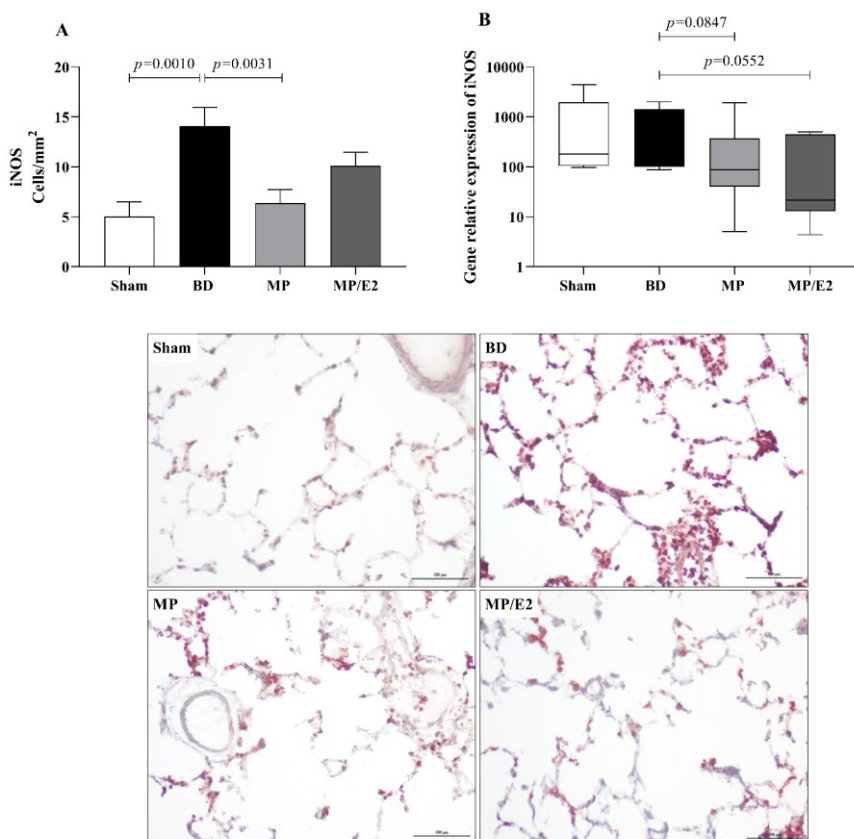 A
p=0.0010
p=0.0031
20
15
10
5
0
iNOS
Cells/mm²
Sham
BD
MP
MP/E2
B
p=0.0847
p=0.0552
10000
1000
100
10
1
Gene relative expression of iNOS
Sham
BD
MP
MP/E2
Sham
BD
MP
MP/E2
100 µm